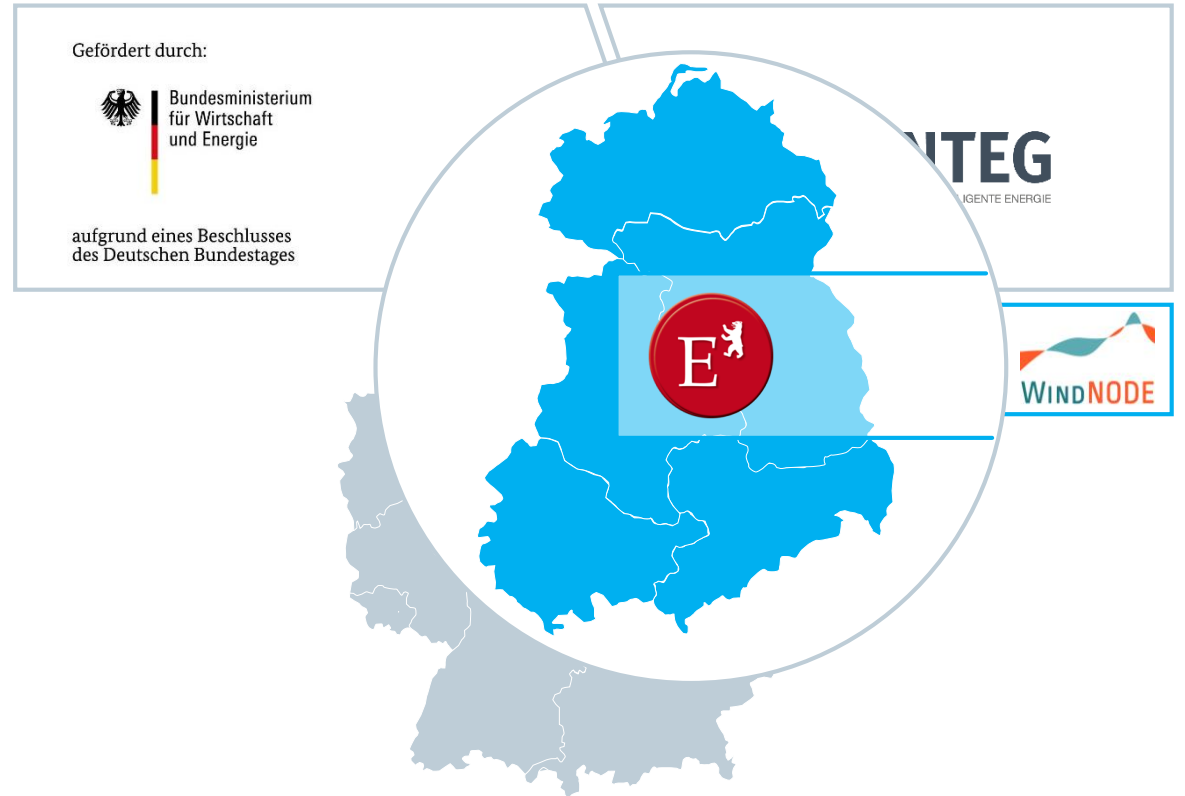 Gefördert durch:
Bundesministerium
für Wirtschaft
und Energie
aufgrund eines Beschlusses
des Deutschen Bundestages
NTEG
IGENTE ENERGIE
E
WINDNODE